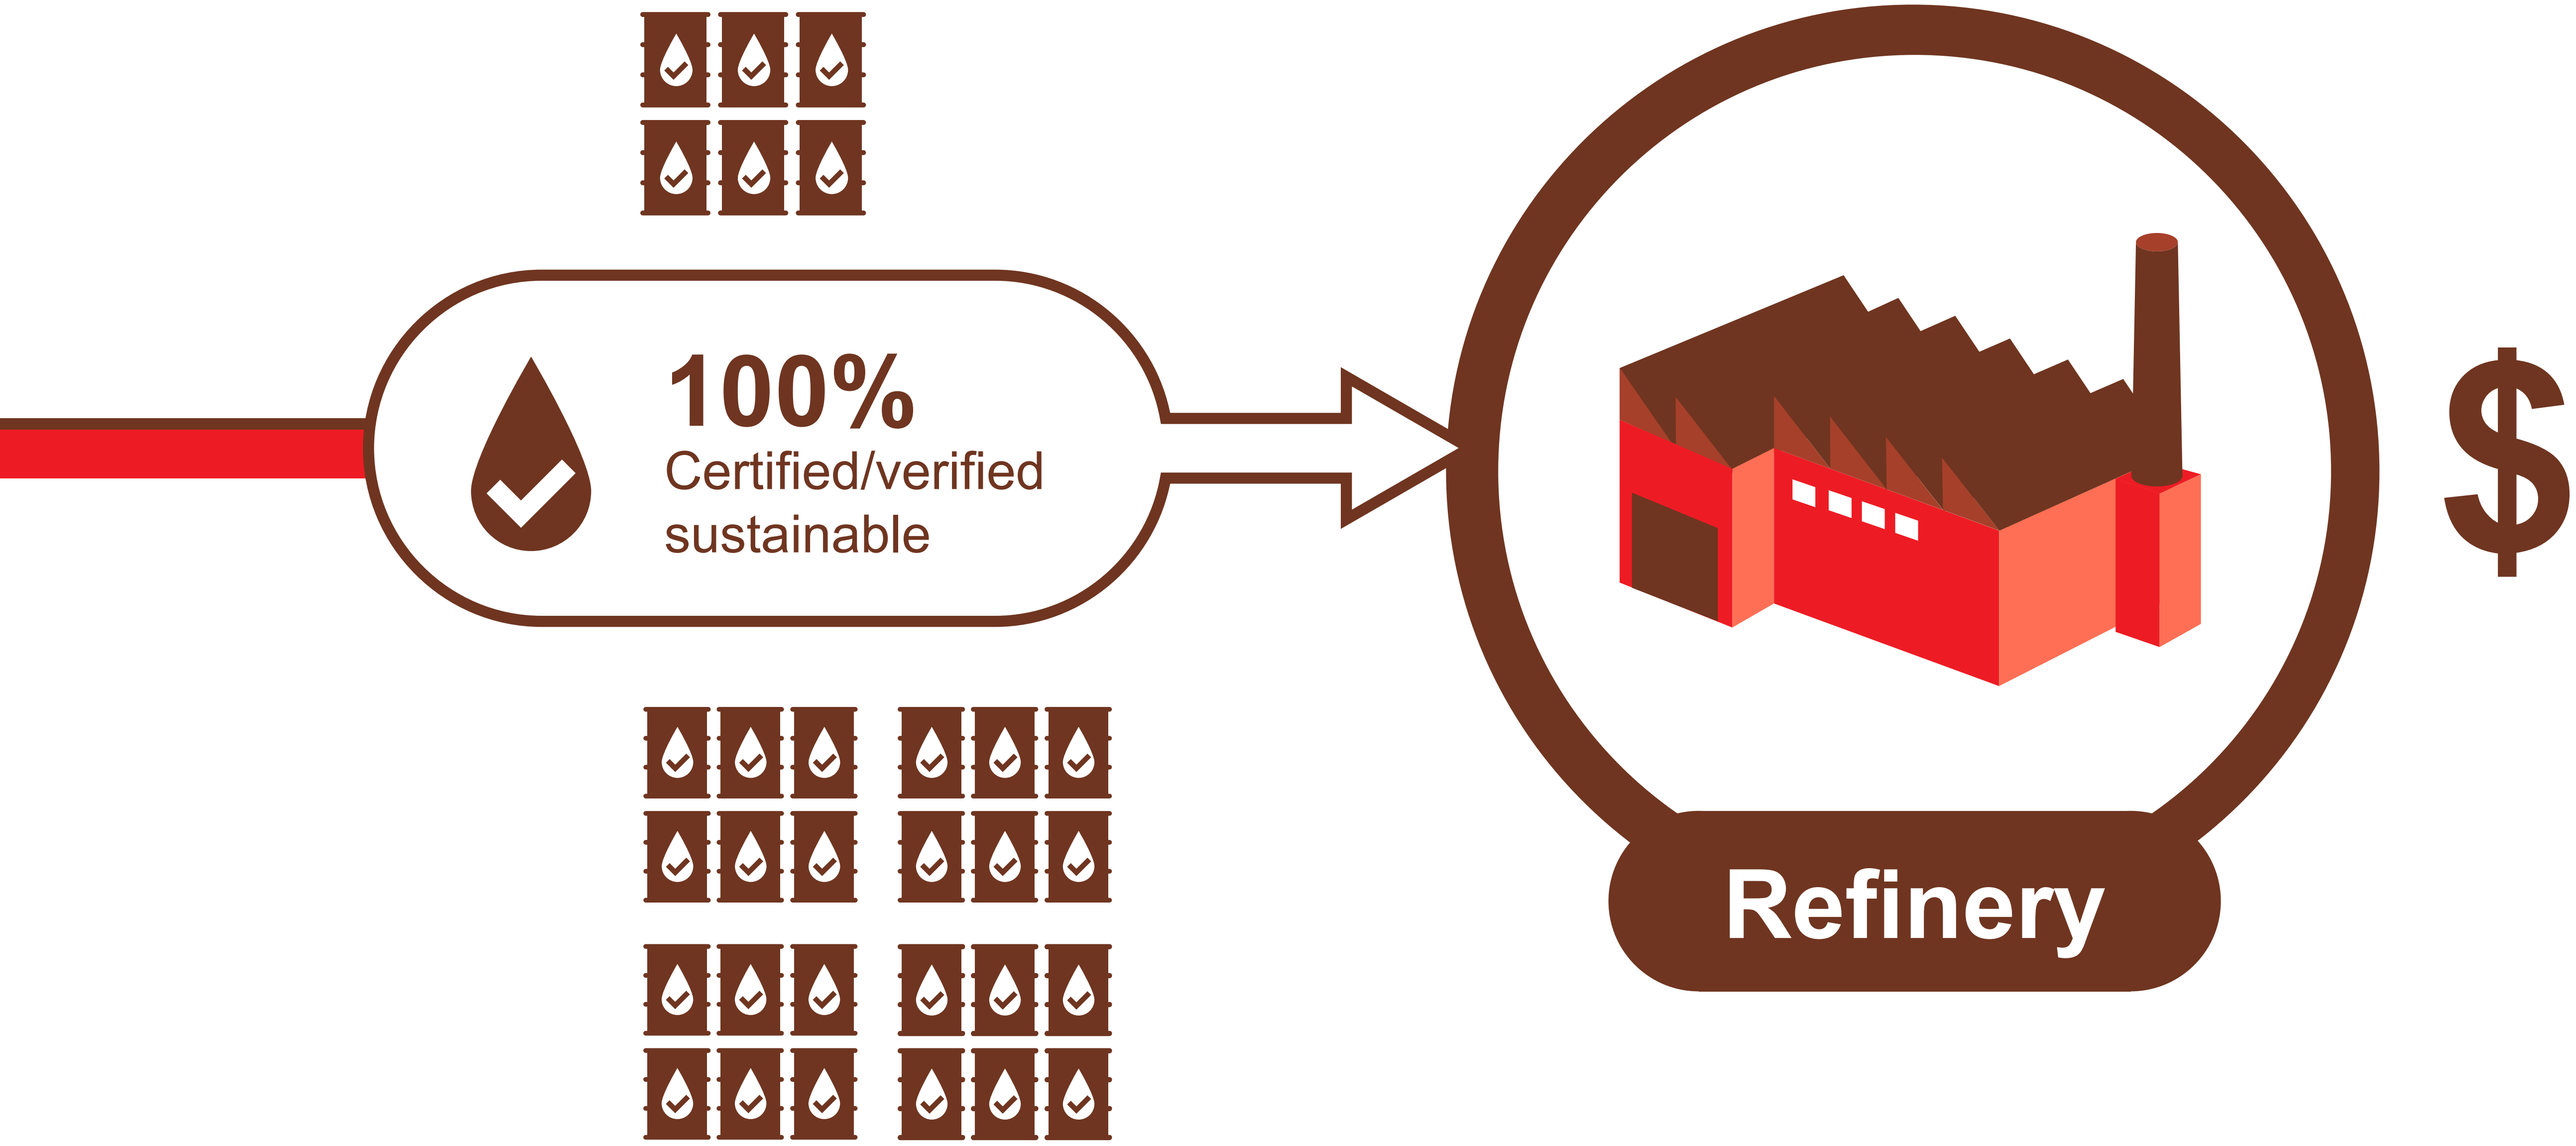 100%
Certified/verified
sustainable
$
Refinery